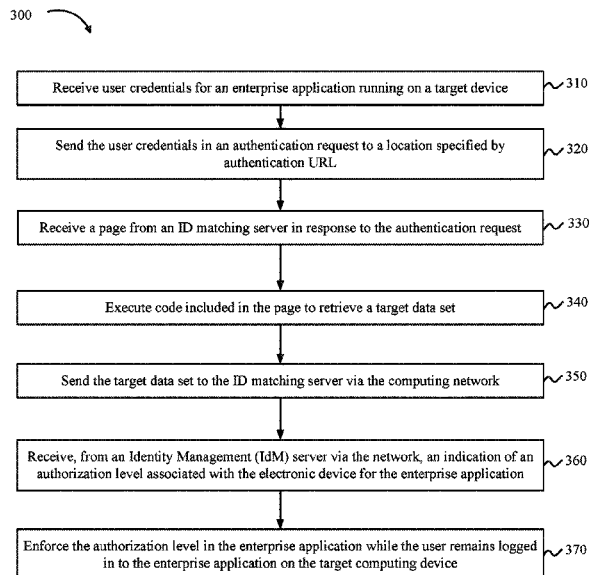 300
Receive user credentials for an enterprise application running on a target device
310
Send the user credentials in an authentication request to a location specified by
authentication URL
320
Receive a page from an ID matching server in response to the authentication request
330
Execute code included in the page to retrieve a target data set
340
Send the target data set to the ID matching server via the computing network
350
Receive, from an Identity Management (IdM) server via the network, an indication of an
authorization level associated with the electronic device for the enterprise application
360
Enforce the authorization level in the enterprise application while the user remains logged
in to the enterprise application on the target computing device
370